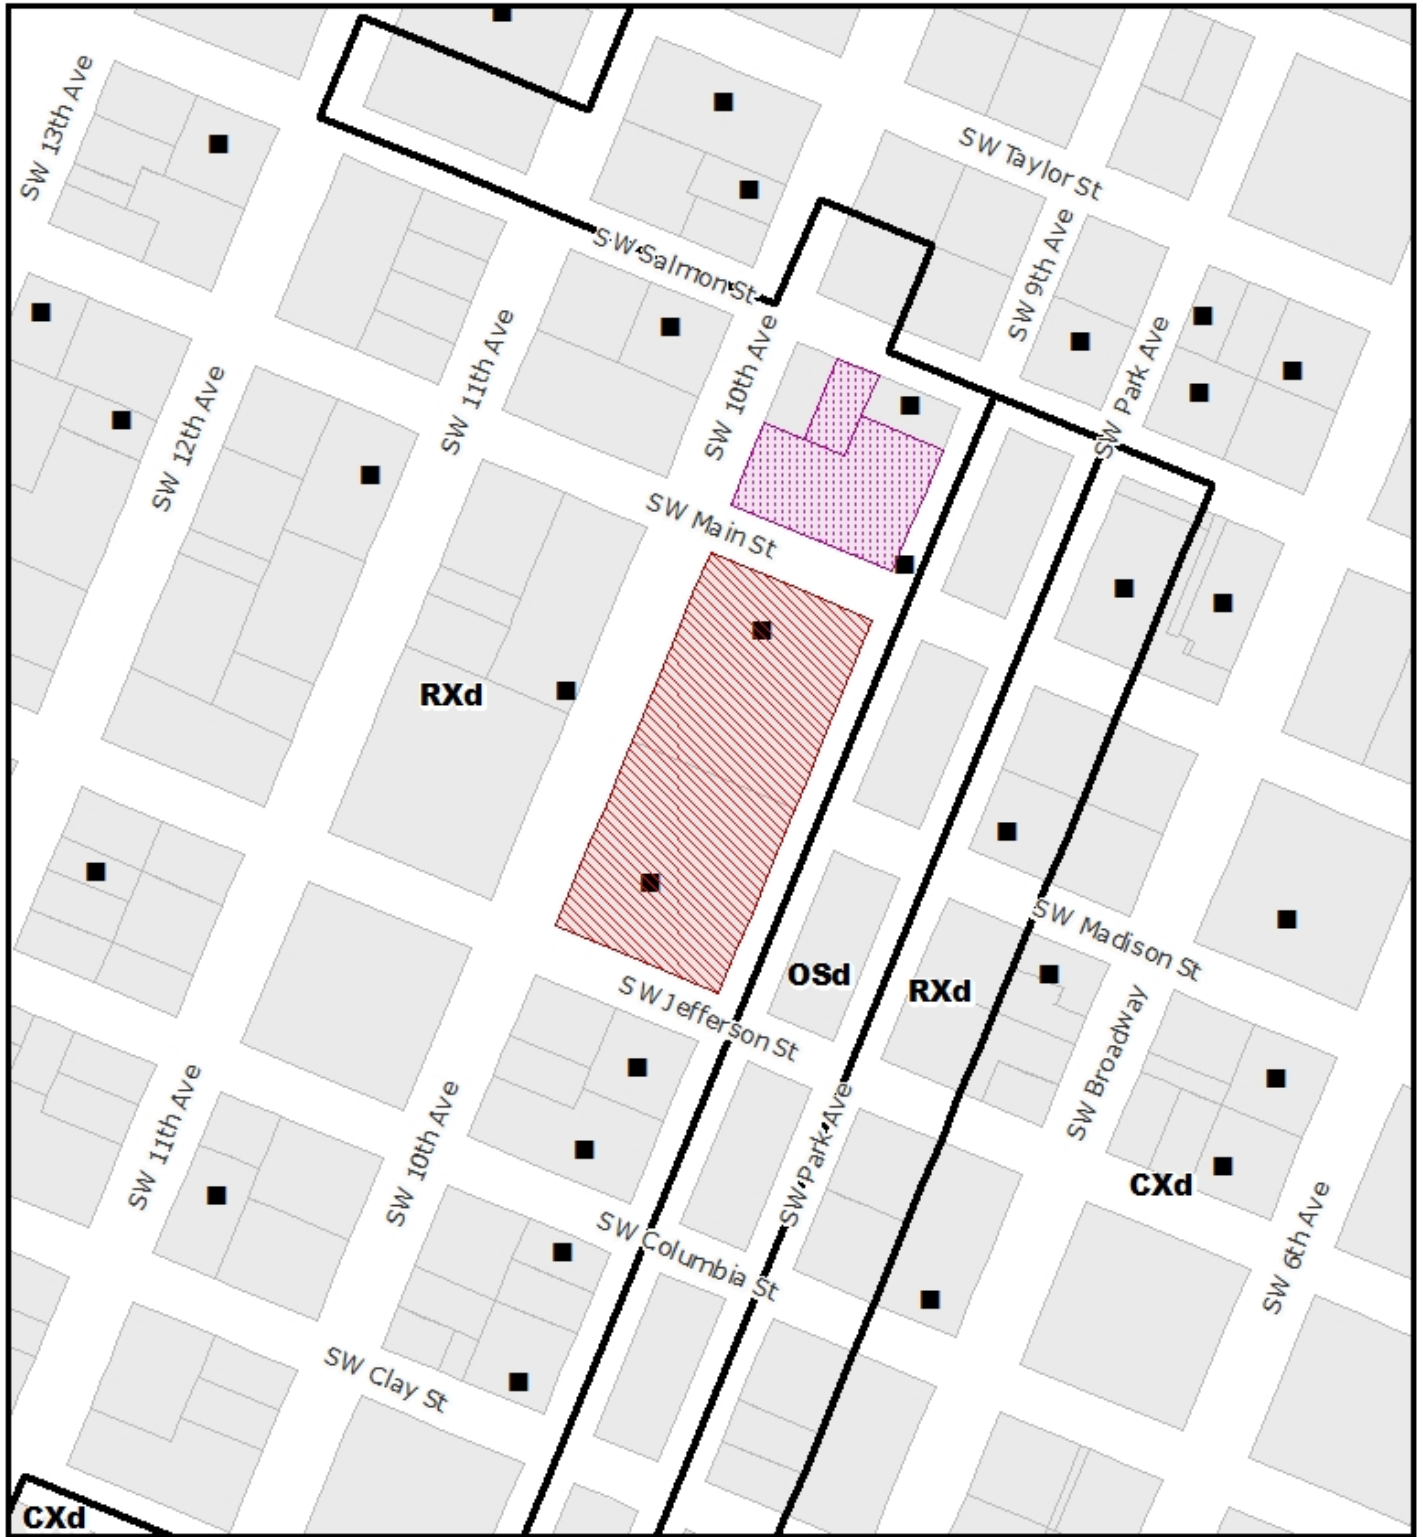 SW 13th Ave
SW Taylor St
SW Salmon St
SW 9th Ave
SW 11th Ave
SW 10th Ave
SW Park Ave
SW 12th Ave
SW Main St
RXd
SW Madison St
OSd
RXd
SW Jefferson St
SW Broadway
SW 11th Ave
SW 10th Ave
SW Park Ave
CXd
SW 6th Ave
SW Columbia St
SW Clay St
CXd